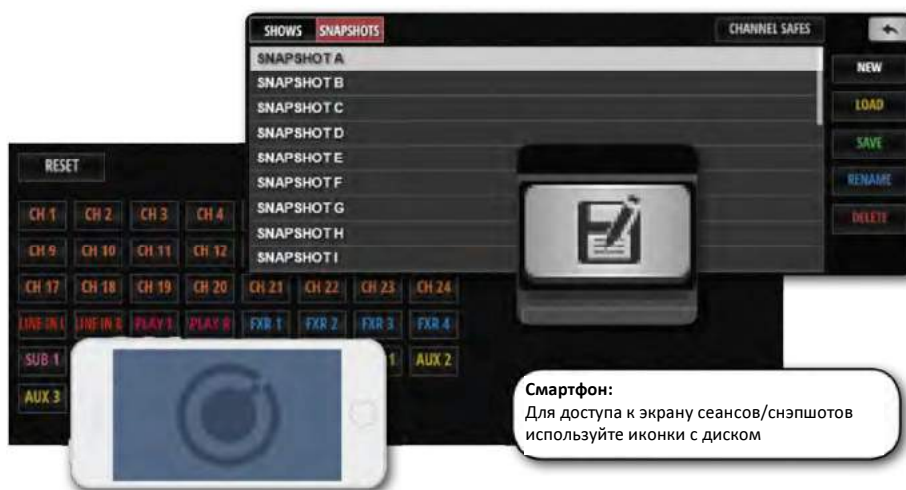 SHOWS SNAPSHOTS CHANNEL SAFES
SNAPSHOT A
NEW
SNAPSHOT B
SNAPSHOT C
LOAD
SNAPSHOT D
SAVE
SNAPSHOT E
RESET
SNAPSHOT F
RENAME
SNAPSHOT G
CH 1 CH 2 CH 3 CH 4
DELETE
SNAPSHOT H
CH 9 CH 10 CH 11 CH 12
SNAPSHOT I
CH 17 CH 18 CH 19 CH 20 CH 21 CH 22 CH 23 CH 24
LINE IN L LINE IN R PLAY 1 PLAY R FXR 1 FXR 2 FXR 3 FXR 4
SUB 1 1 AUX 2
AUX 3
Смартфон:
Для доступа к экрану сеансов/снэпшотов
используйте иконки с диском